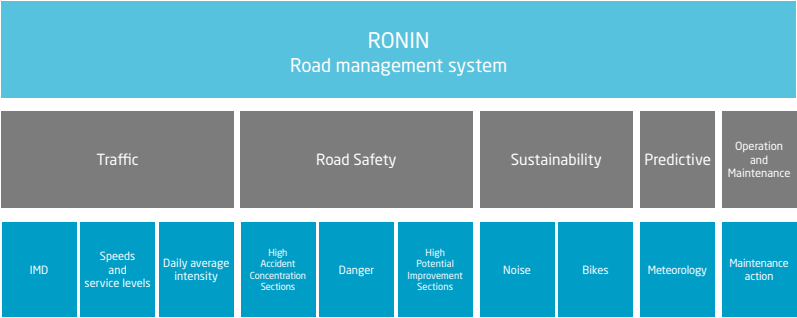 RONIN
Road management system
Traffic
Road Safety
Sustainability
Predictive
Operation
and
Maintenance
IMD
Speeds
and
service levels
Daily average
intensity
High
Accident
Concentration
Sections
Danger
High
Potential
Improvement
Sections
Noise
Bikes
Meteorology
Maintenance
action